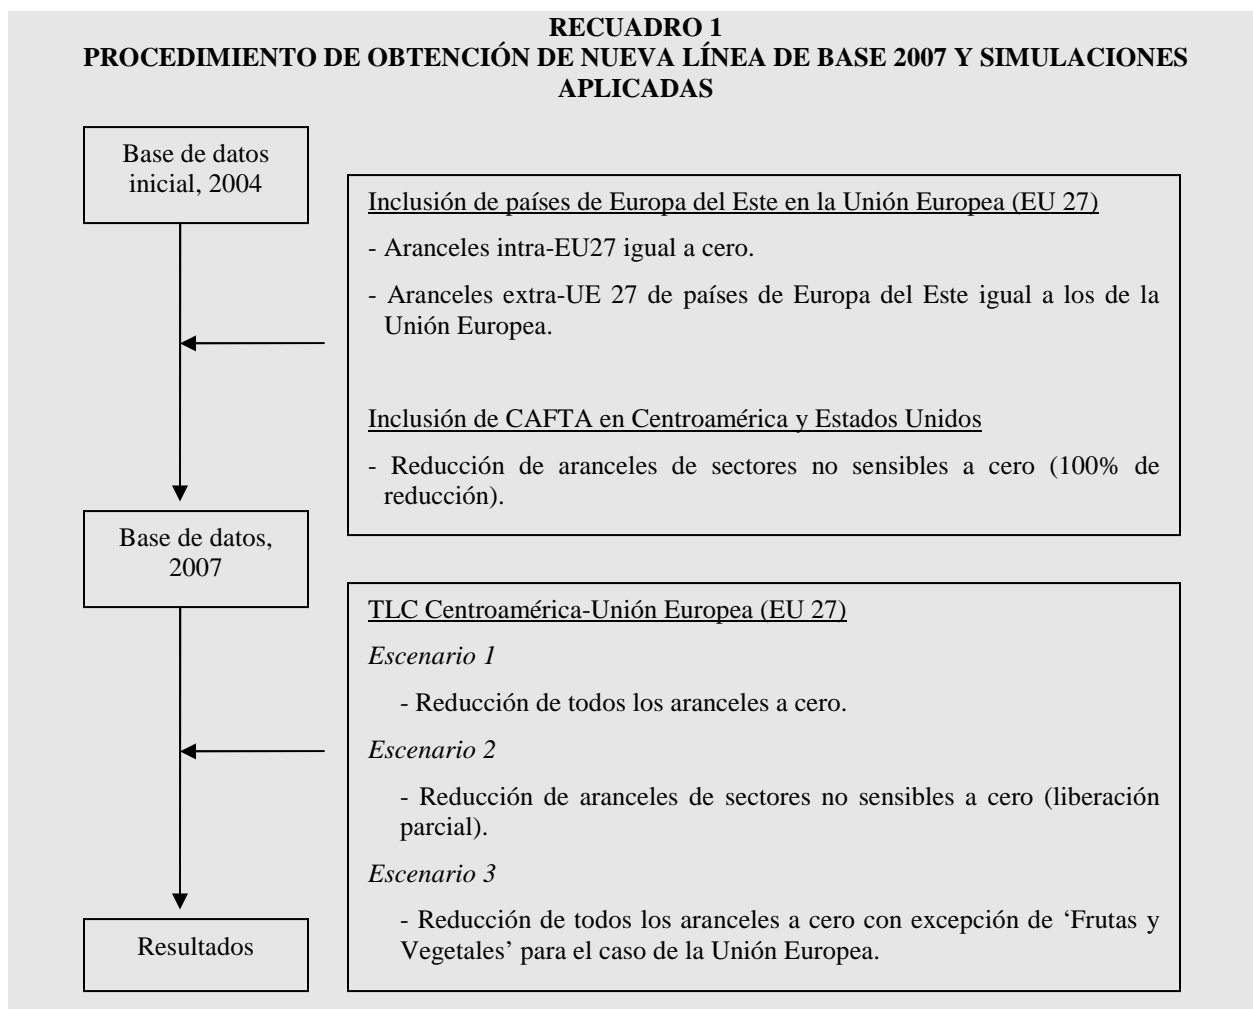 RECUADRO 1
PROCEDIMIENTO DE OBTENCIÓN DE NUEVA LÍNEA DE BASE 2007 Y SIMULACIONES
APLICADAS
Base de datos
inicial, 2004
Inclusión de países de Europa del Este en la Unión Europea (EU 27)
- Aranceles intra-EU27 igual a cero.
- Aranceles extra-UE 27 de países de Europa del Este igual a los de la
Unión Europea.
Inclusión de CAFTA en Centroamérica y Estados Unidos
- Reducción de aranceles de sectores no sensibles a cero (100% de
reducción).
Base de datos,
2007
TLC Centroamérica-Unión Europea (EU 27)
Escenario 1
- Reducción de todos los aranceles a cero.
Escenario 2
- Reducción de aranceles de sectores no sensibles a cero (liberación
parcial).
Escenario 3
- Reducción de todos los aranceles a cero con excepción de ‘Frutas y
Vegetales’ para el caso de la Unión Europea.
Resultados